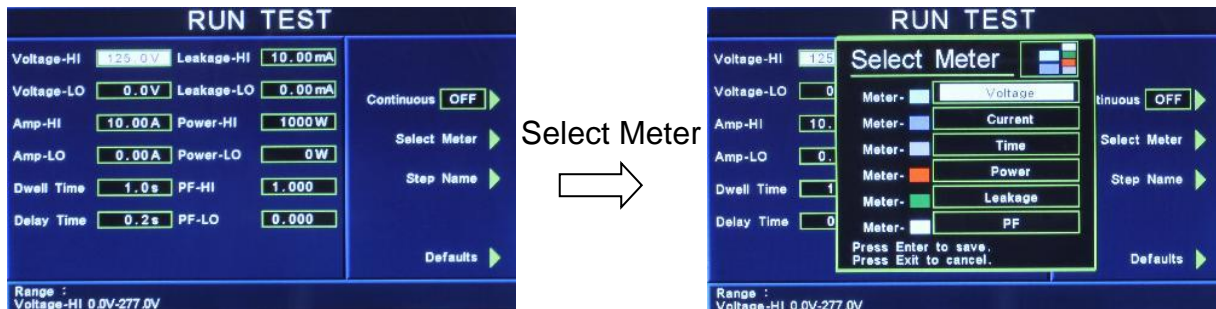 RUN TEST
Voltage-HI 125.0V Leakage-HI 10.00mA
Voltage-LO 0.0V Leakage-LO 0.00mA
Continuous OFF
Amp-HI 10.00A Power-HI 1000W
Select Meter
Amp-LO 0.00A Power-LO 0W
Step Name
Dwell Time 1.0s PF-HI 1.000
Delay Time 0.2s PF-LO 0.000
Defaults
Range :
Voltage-HI 0.0V-277.0V
Select Meter
RUN TEST
Voltage-HI 125
Voltage-LO 0
Amp-HI 10.
Amp-LO 0.
Dwell Time 1
Delay Time 0
Select Meter
Meter- Voltage
Meter- Current
Meter- Time
Meter- Power
Meter- Leakage
Meter- PF
Press Enter to save.
Press Exit to cancel.
tinuous OFF
Select Meter
Step Name
Defaults
Range :
Voltage-HI 0.0V-277.0V